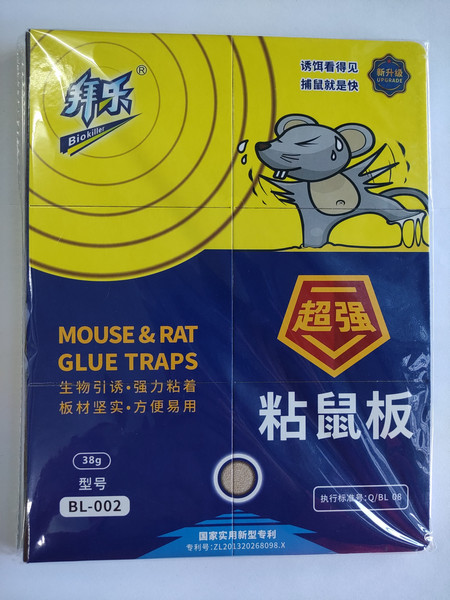 拜乐®
Biokiller
诱饵看得见
捕鼠就是快
新升级
UPGRADE
超强
MOUSE & RAT
GLUE TRAPS
生物引诱•强力粘着
板材坚实•方便易用
粘鼠板
38g
型号
BL-002
执行标准号:Q/BL 08
国家实用新型专利
专利号:ZL201320268098.X